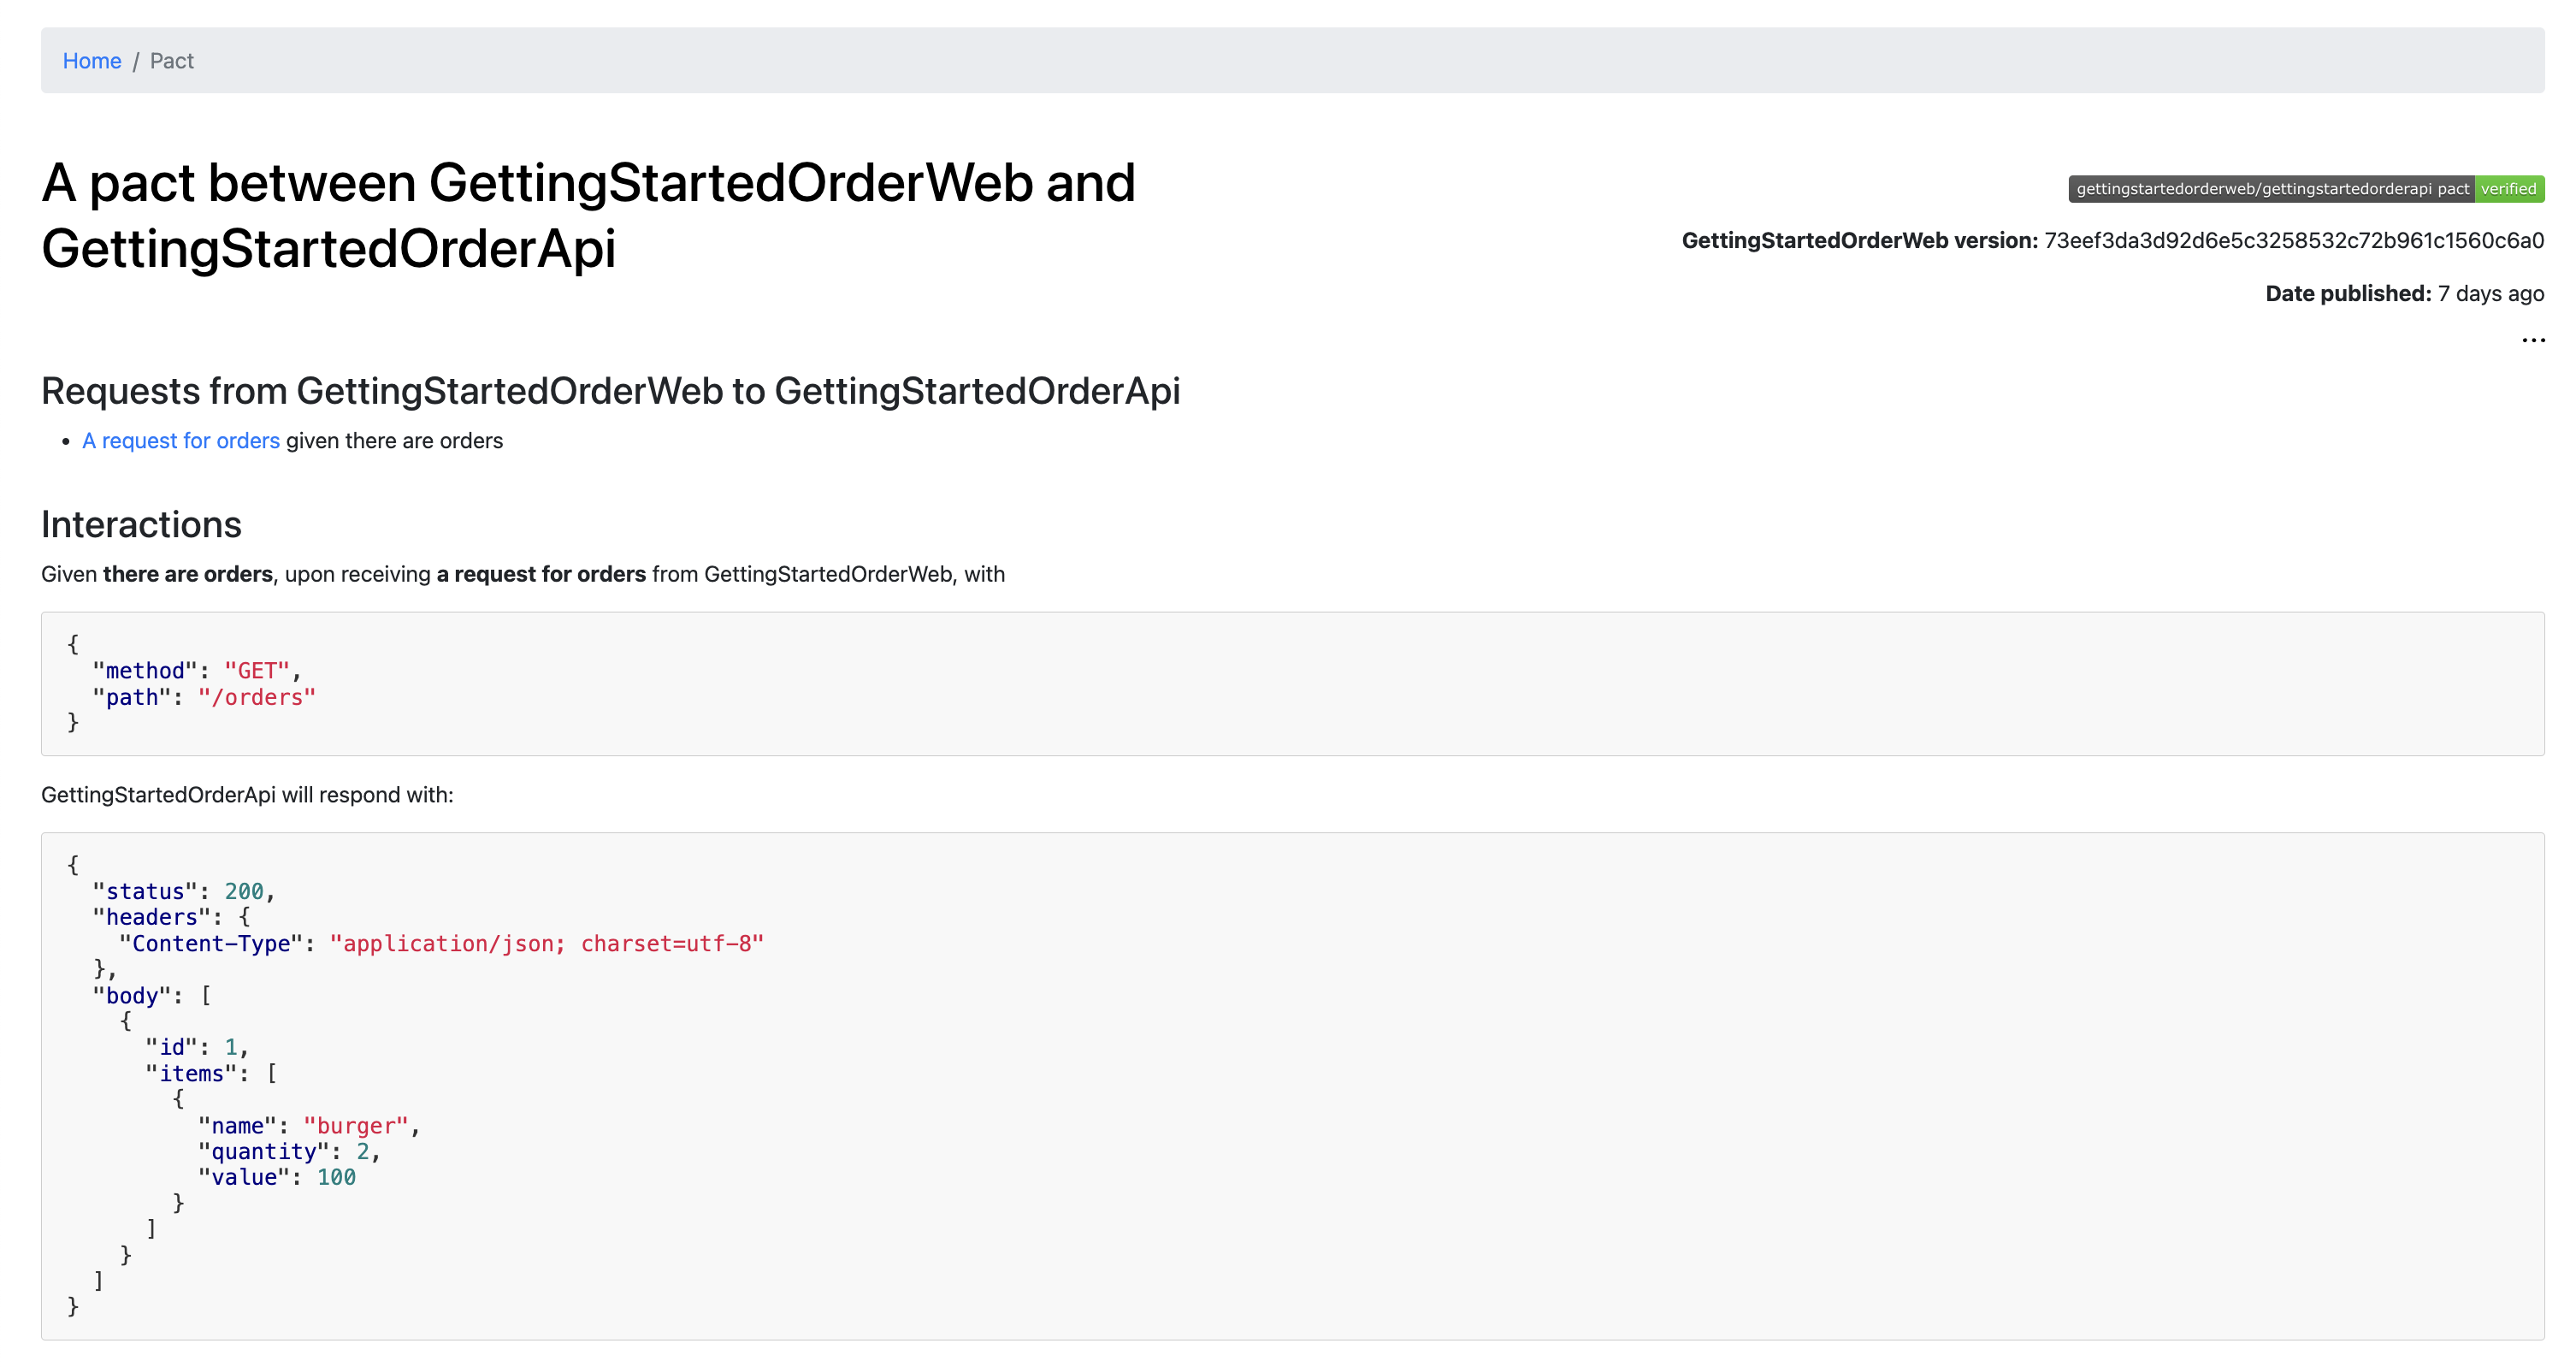 Home / Pact
A pact between GettingStartedOrderWeb and
GettingStartedOrderApi
gettingstartedorderweb/gettingstartedorderapi pact verified
GettingStartedOrderWeb version: 73eef3da3d92d6e5c3258532c72b961c1560c6a0
Date published: 7 days ago
...
Requests from GettingStartedOrderWeb to GettingStartedOrderApi
• A request for orders given there are orders
Interactions
Given there are orders, upon receiving a request for orders from GettingStartedOrderWeb, with
{
  "method": "GET",
  "path": "/orders"
}
GettingStartedOrderApi will respond with:
{
  "status": 200,
  "headers": {
    "Content-Type": "application/json; charset=utf-8"
  },
  "body": [
    {
      "id": 1,
      "items": [
        {
          "name": "burger",
          "quantity": 2,
          "value": 100
        }
      ]
    }
  ]
}